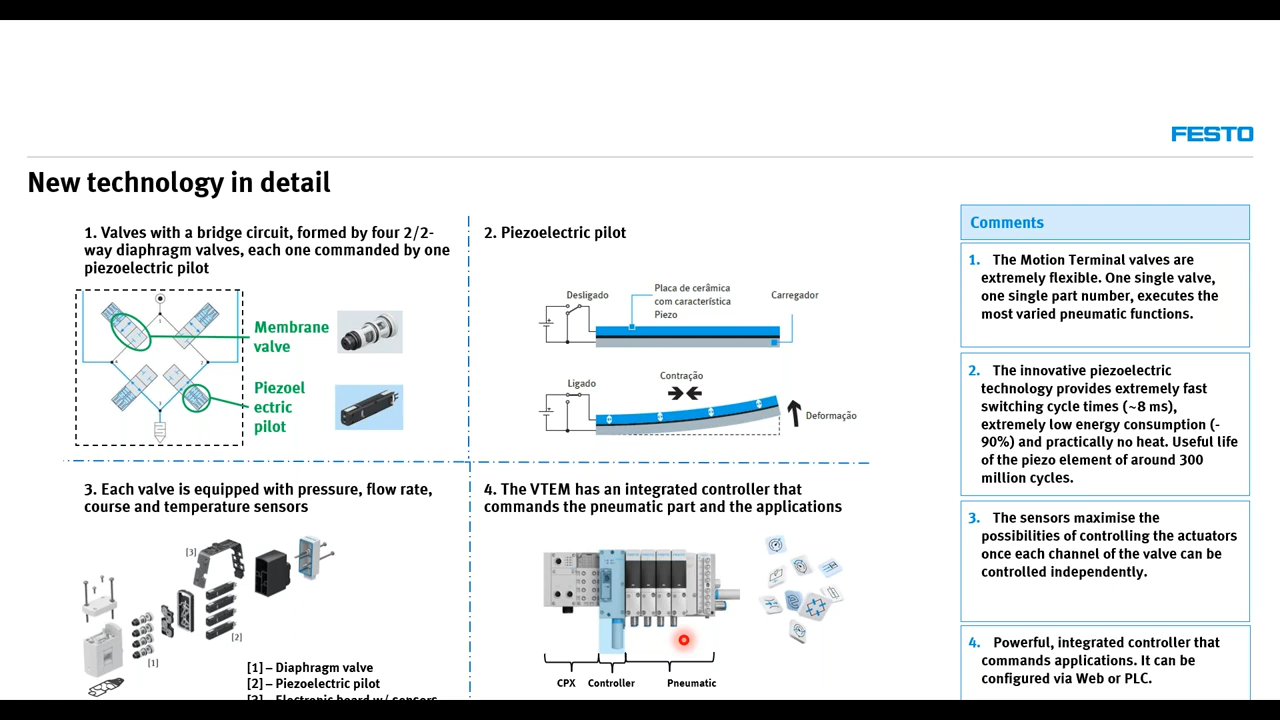 FESTO
New technology in detail
1. Valves with a bridge circuit, formed by four 2/2-
way diaphragm valves, each one commanded by one
piezoelectric pilot
Membrane
valve
Piezoel
ectric
pilot
2. Piezoelectric pilot
Desligado
Placa de cerâmica
com característica
Piezo
Carregador
Ligado
Contração
Deformação
3. Each valve is equipped with pressure, flow rate,
course and temperature sensors
[3]
[2]
[1]
[1] – Diaphragm valve
[2] – Piezoelectric pilot
[3] – Electronic board w/ sensors
4. The VTEM has an integrated controller that
commands the pneumatic part and the applications
CPX
Controller
Pneumatic
Comments
1. The Motion Terminal valves are
extremely flexible. One single valve,
one single part number, executes the
most varied pneumatic functions.
2. The innovative piezoelectric
technology provides extremely fast
switching cycle times (~8 ms),
extremely low energy consumption (-
90%) and practically no heat. Useful life
of the piezo element of around 300
million cycles.
3. The sensors maximise the
possibilities of controlling the actuators
once each channel of the valve can be
controlled independently.
4. Powerful, integrated controller that
commands applications. It can be
configured via Web or PLC.